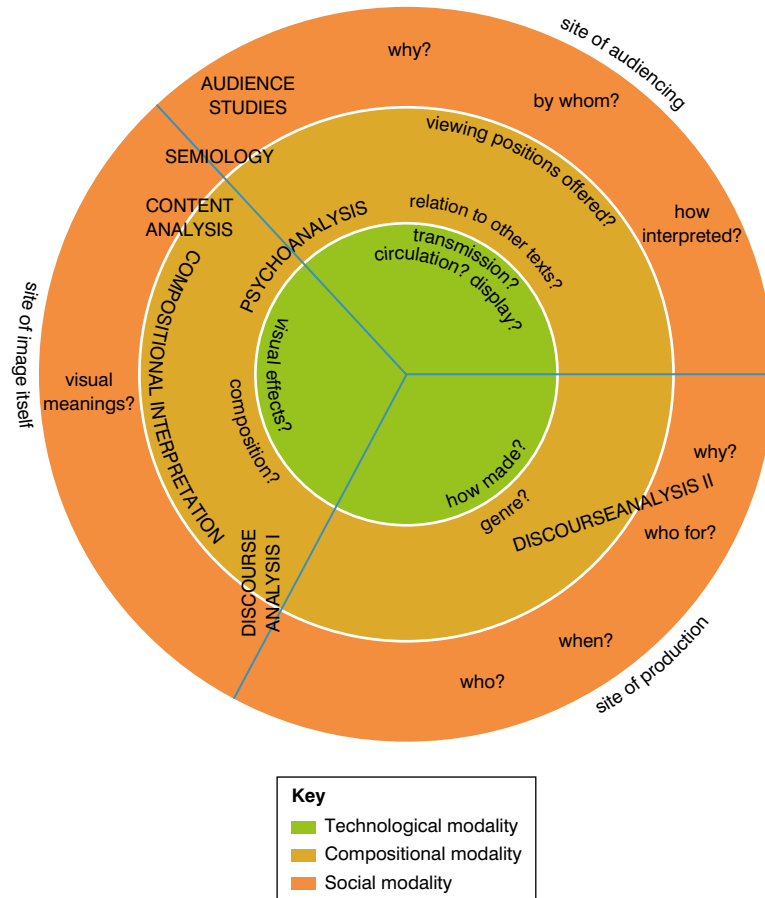 site of audiencing
why?
by whom?
how
interpreted?
AUDIENCE
STUDIES
SEMIOLOGY
CONTENT
ANALYSIS
viewing positions offered?
PSYCHOANALYSIS
relation to other texts?
transmission?
circulation? display?
site of image itself
visual
meanings?
COMPOSITIONAL INTERPRETATION
composition?
visual effects?
how made?
genre?
DISCOURSE
ANALYSIS I
DISCOURSEANALYSIS II
why?
who for?
when?
who?
site of production
Key
Technological modality
Compositional modality
Social modality